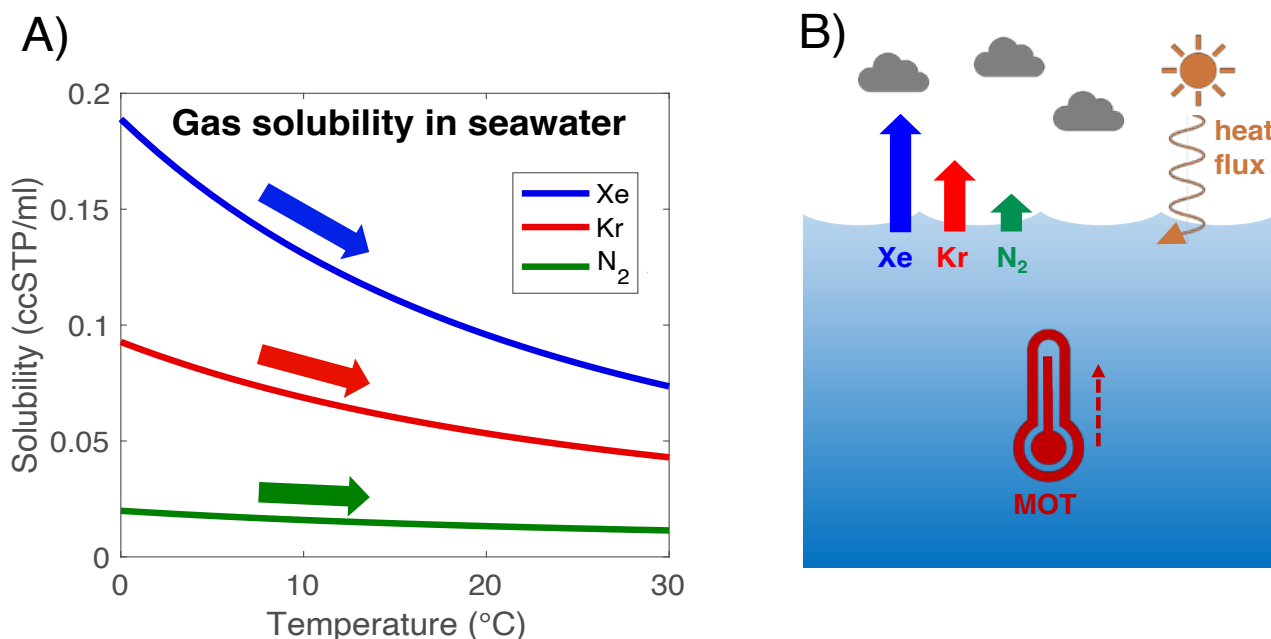 A)
Gas solubility in seawater
Solubility (ccSTP/ml)
0.2
0.15
0.1
0.05
0
0
10
20
30
Temperature (°C)
Xe
Kr
N2
B)
heat
flux
Xe
Kr
N2
MOT